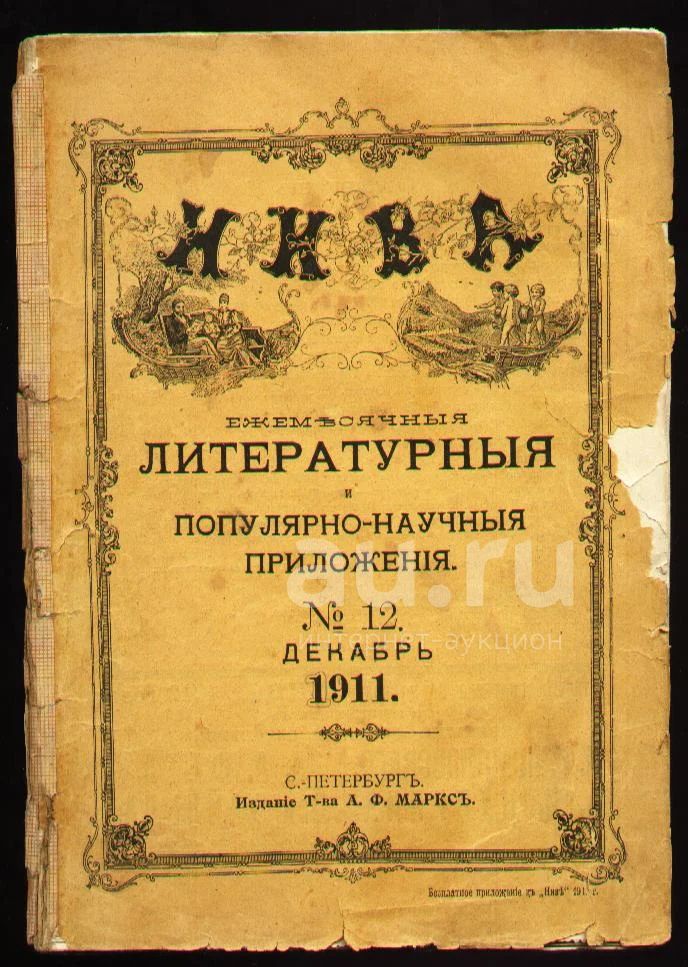 НИВА
ЕЖЕМѢСЯЧНЫЯ
ЛИТЕРАТУРНЫЯ
и
ПОПУЛЯРНО-НАУЧНЫЯ
ПРИЛОЖЕНІЯ.
au.ru
№ 12.
интернет-аукцион
ДЕКАБРЬ
1911.
С.-ПЕТЕРБУРГЪ.
Изданіе Т-ва А. Ф. МАРКСЪ.
Безплатное приложеніе къ „Нивѣ“ г.